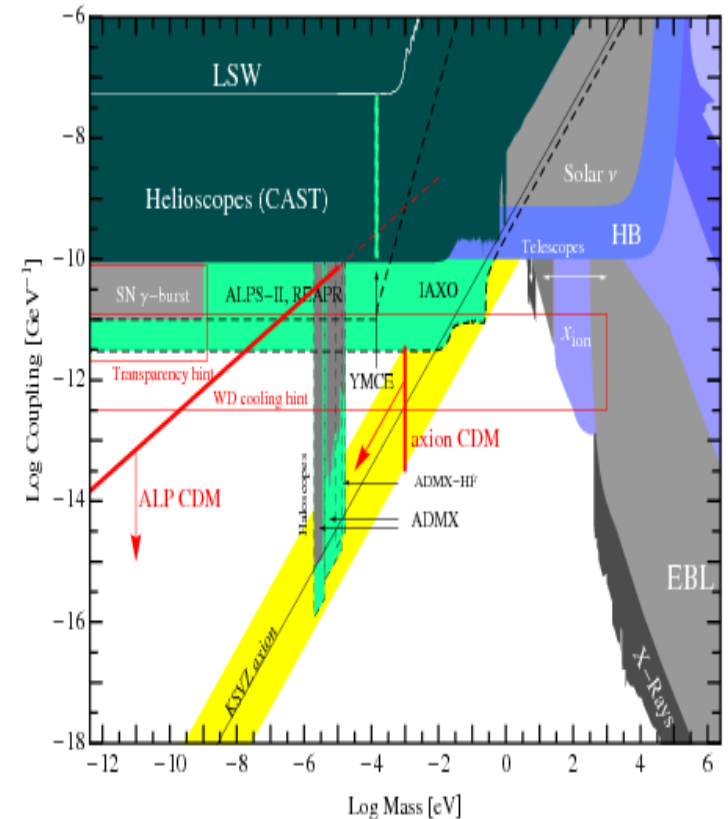 −6
−8
−10
−12
−14
−16
−18
Log Coupling [GeV⁻¹]
LSW
Helioscopes (CAST)
Solar ν
HB
Telescopes
SN γ−burst
ALPS−II, REAPR
IAXO
xion
YMCE
Transparency hint
WD cooling hint
axion CDM
ALP CDM
Haloscopes
ADMX−HF
ADMX
EBL
KSVZ axion
X−Rays
−12 −10 −8 −6 −4 −2 0 2 4 6
Log Mass [eV]